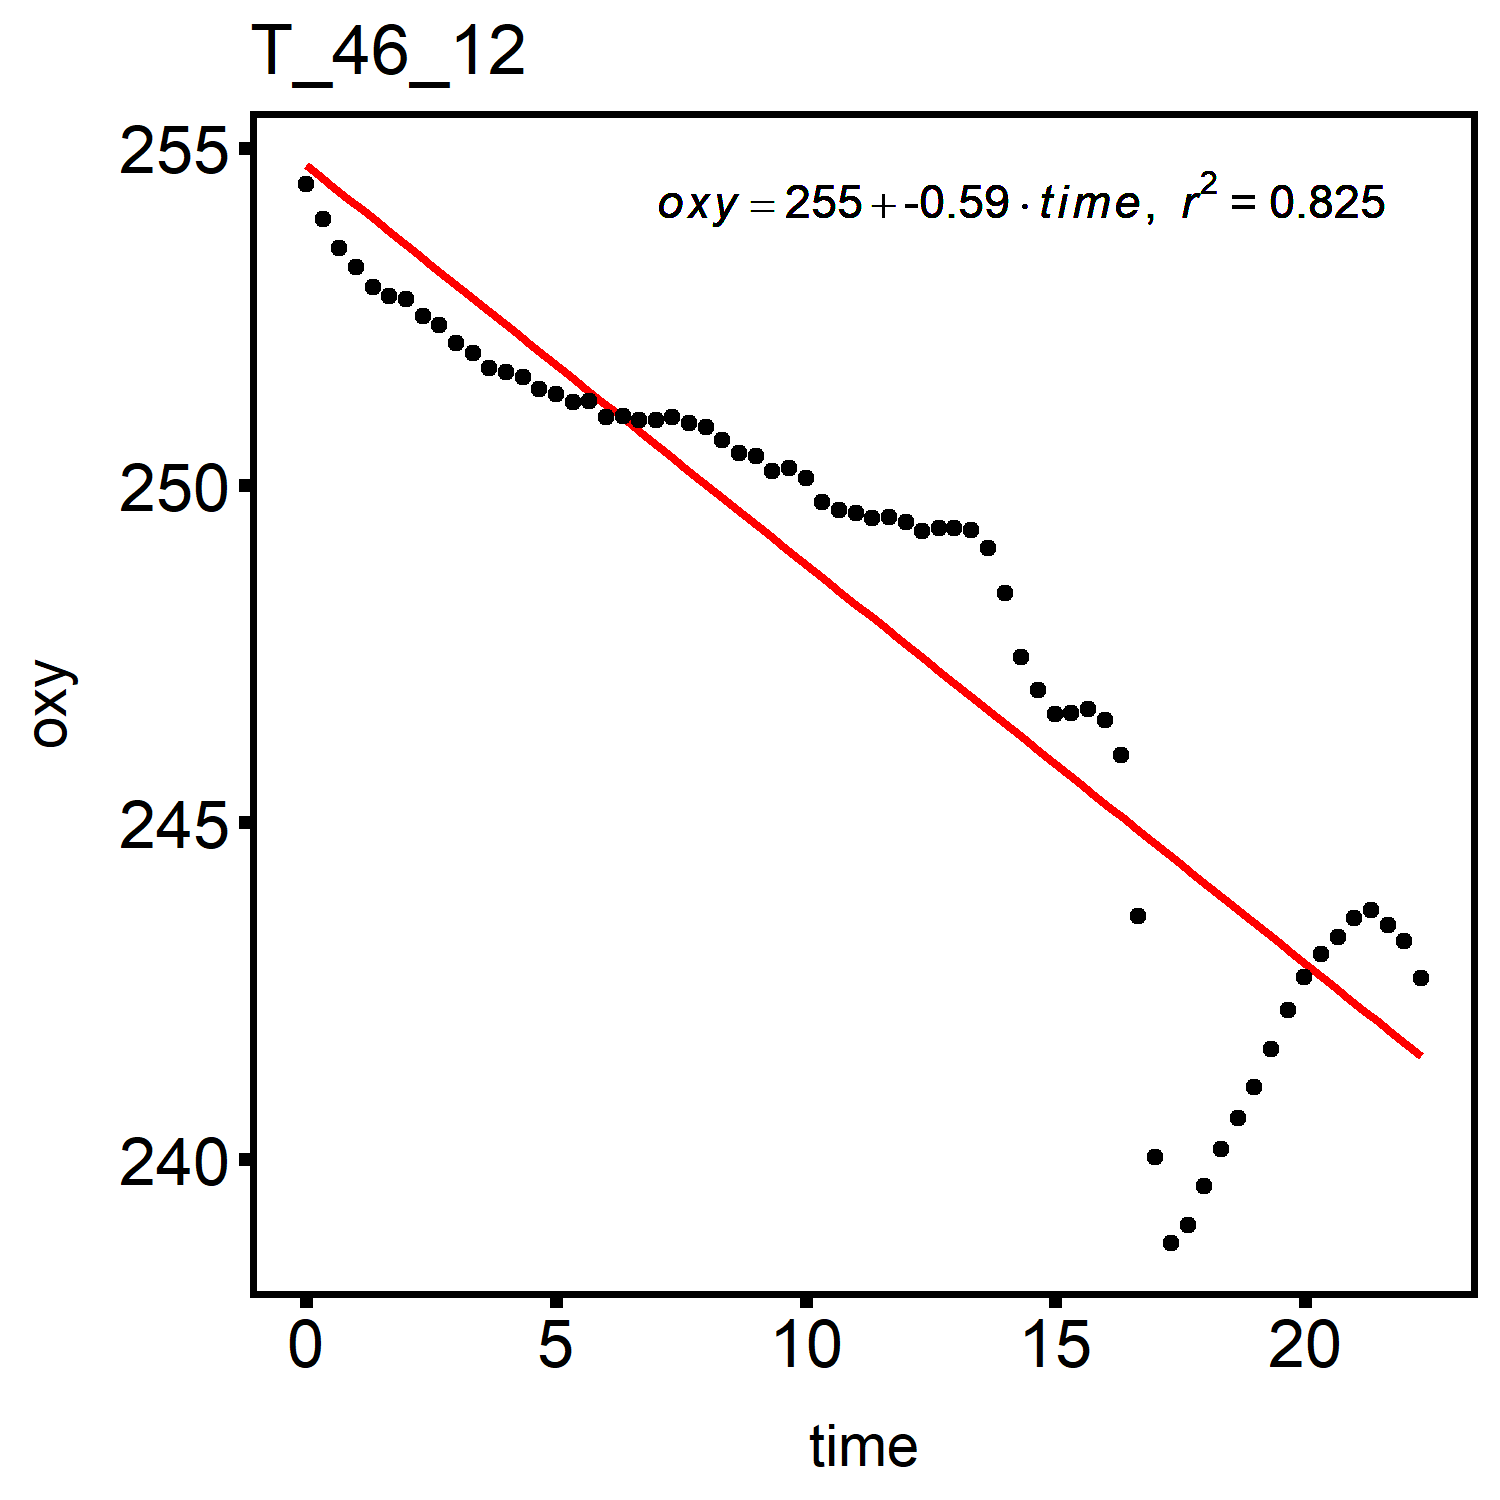 T_46_12
255
oxy = 255 + -0.59 · time, r² = 0.825
250
oxy
245
240
0 5 10 15 20
time